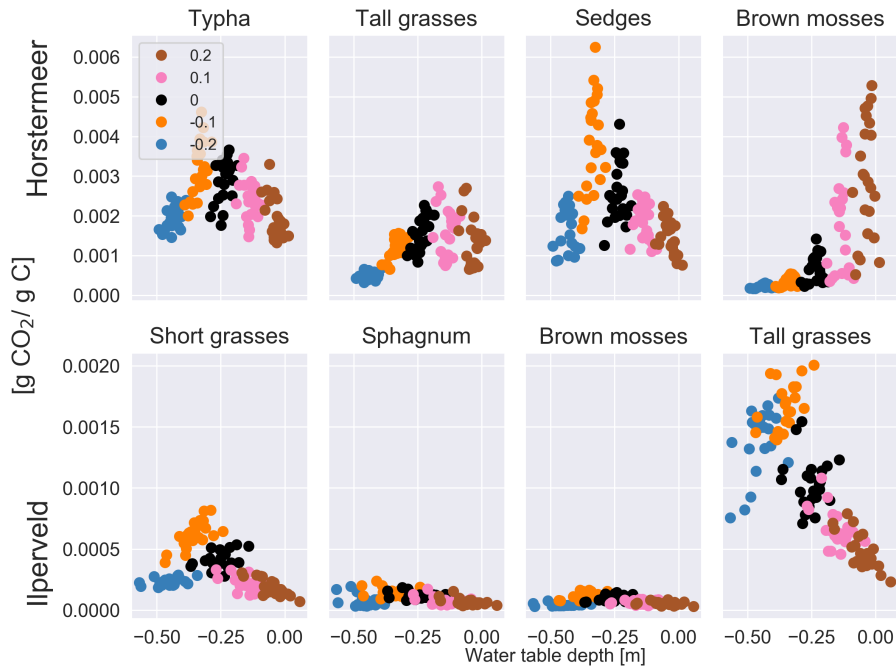 Typha Tall grasses Sedges Brown mosses
0.2
0.1
0
-0.1
-0.2
Horstermeer
0.006
0.005
0.004
0.003
0.002
0.001
0.000
[g CO₂/ g C]
Short grasses Sphagnum Brown mosses Tall grasses
Ilperveld
0.0020
0.0015
0.0010
0.0005
0.0000
−0.50 −0.25 0.00 −0.50 −0.25 0.00 −0.50 −0.25 0.00 −0.50 −0.25 0.00
Water table depth [m]